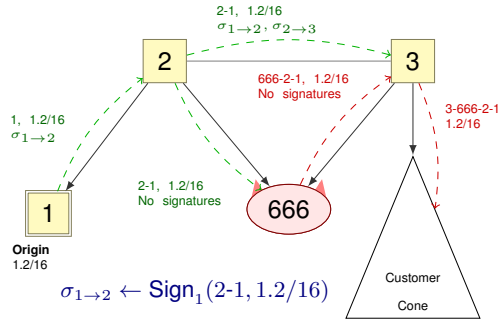 2-1, 1.2/16
σ1→2, σ2→3
2
3
666-2-1, 1.2/16
No signatures
1, 1.2/16
σ1→2
3-666-2-1
1.2/16
2-1, 1.2/16
No signatures
1
666
Origin
1.2/16
Customer
Cone
σ1→2 ← Sign1(2-1, 1.2/16)